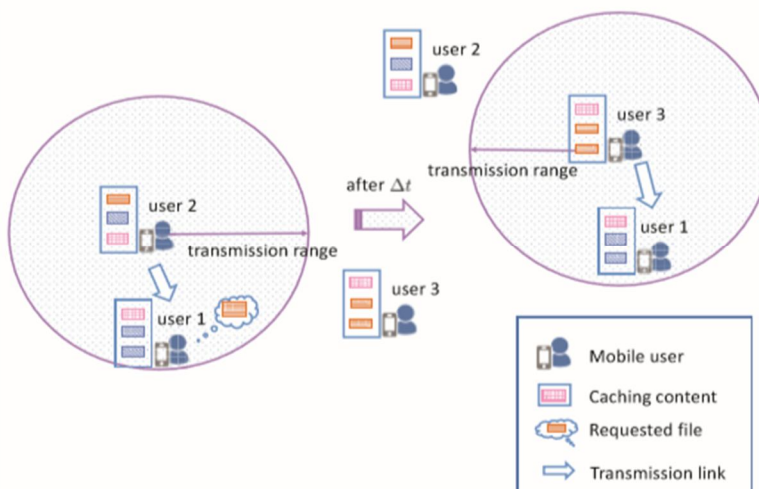 user 2
transmission range
user 1
after Δt
user 3
user 2
user 3
transmission range
user 1
Mobile user
Caching content
Requested file
Transmission link